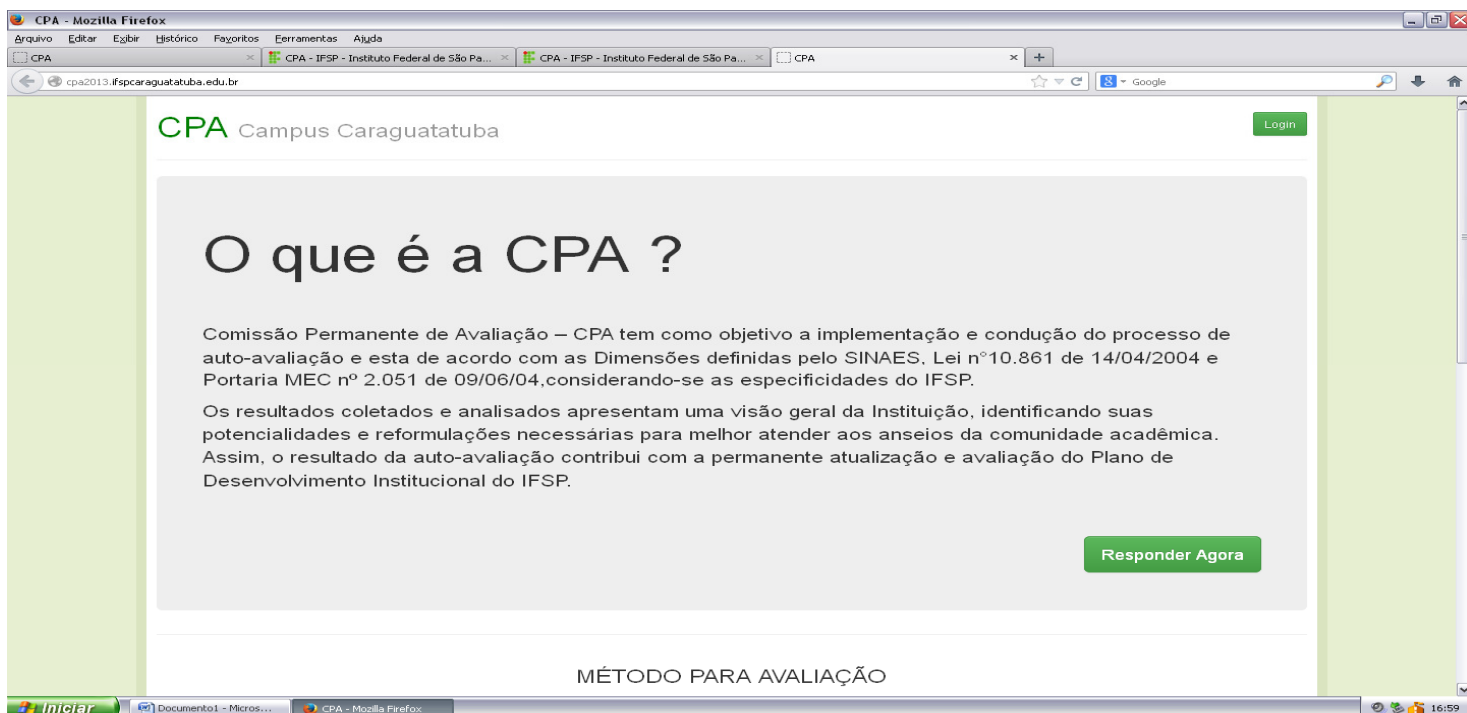 CPA - Mozilla Firefox
Arquivo Editar Exibir Histórico Favoritos Ferramentas Ajuda
CPA CPA - IFSP - Instituto Federal de São Pa... CPA - IFSP - Instituto Federal de São Pa... CPA
cpa2013.ifspcaraguatatuba.edu.br Google
CPA Campus Caraguatatuba Login
O que é a CPA ?
Comissão Permanente de Avaliação – CPA tem como objetivo a implementação e condução do processo de
auto-avaliação e esta de acordo com as Dimensões definidas pelo SINAES, Lei n°10.861 de 14/04/2004 e
Portaria MEC nº 2.051 de 09/06/04,considerando-se as especificidades do IFSP.
Os resultados coletados e analisados apresentam uma visão geral da Instituição, identificando suas
potencialidades e reformulações necessárias para melhor atender aos anseios da comunidade acadêmica.
Assim, o resultado da auto-avaliação contribui com a permanente atualização e avaliação do Plano de
Desenvolvimento Institucional do IFSP.
Responder Agora
MÉTODO PARA AVALIAÇÃO
Iniciar Documento1 - Micros... CPA - Mozilla Firefox 16:59